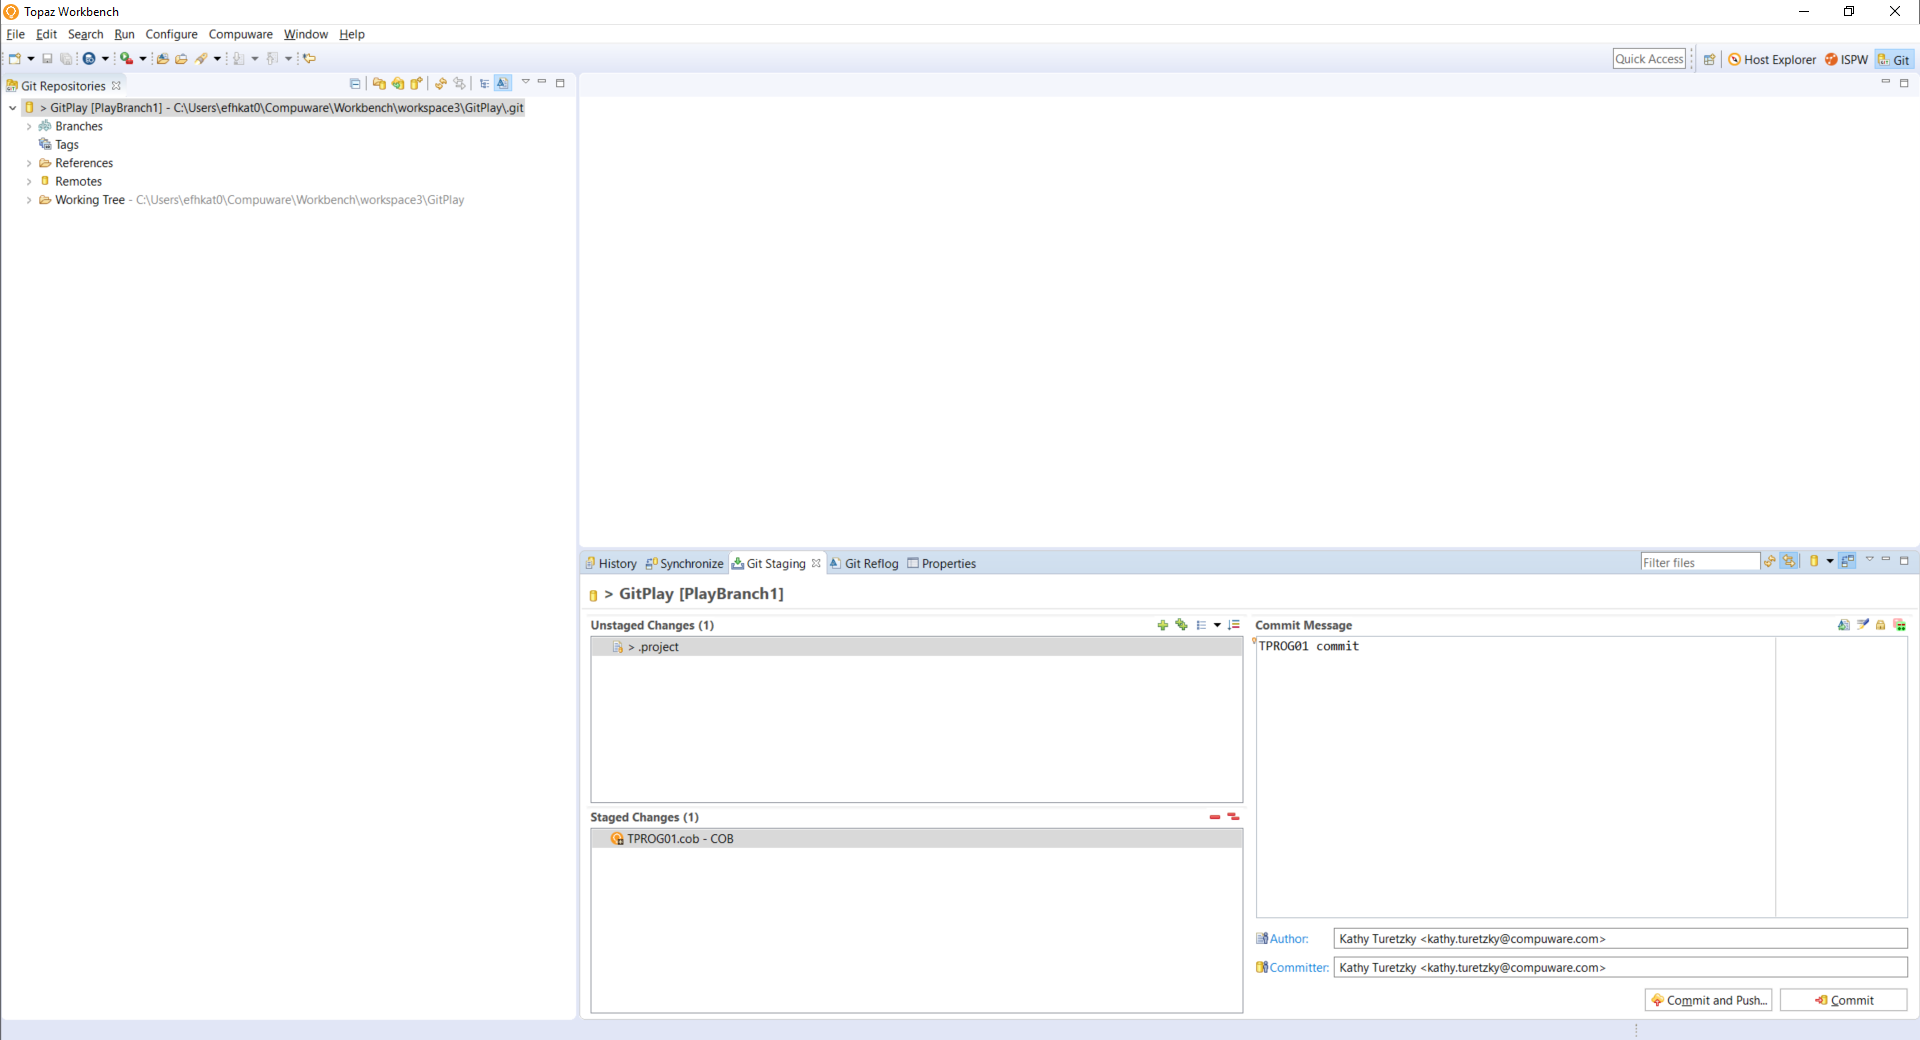 Topaz Workbench
File Edit Search Run Configure Compuware Window Help
Quick Access Host Explorer ISPW Git
Git Repositories
> GitPlay [PlayBranch1] - C:\Users\efhkat0\Compuware\Workbench\workspace3\GitPlay\.git
Branches
Tags
References
Remotes
Working Tree - C:\Users\efhkat0\Compuware\Workbench\workspace3\GitPlay
History Synchronize Git Staging Git Reflog Properties Filter files
> GitPlay [PlayBranch1]
Unstaged Changes (1)
> .project
Staged Changes (1)
TPROG01.cob - COB
Commit Message
TPROG01 commit
Author: Kathy Turetzky <kathy.turetzky@compuware.com>
Committer: Kathy Turetzky <kathy.turetzky@compuware.com>
Commit and Push... Commit